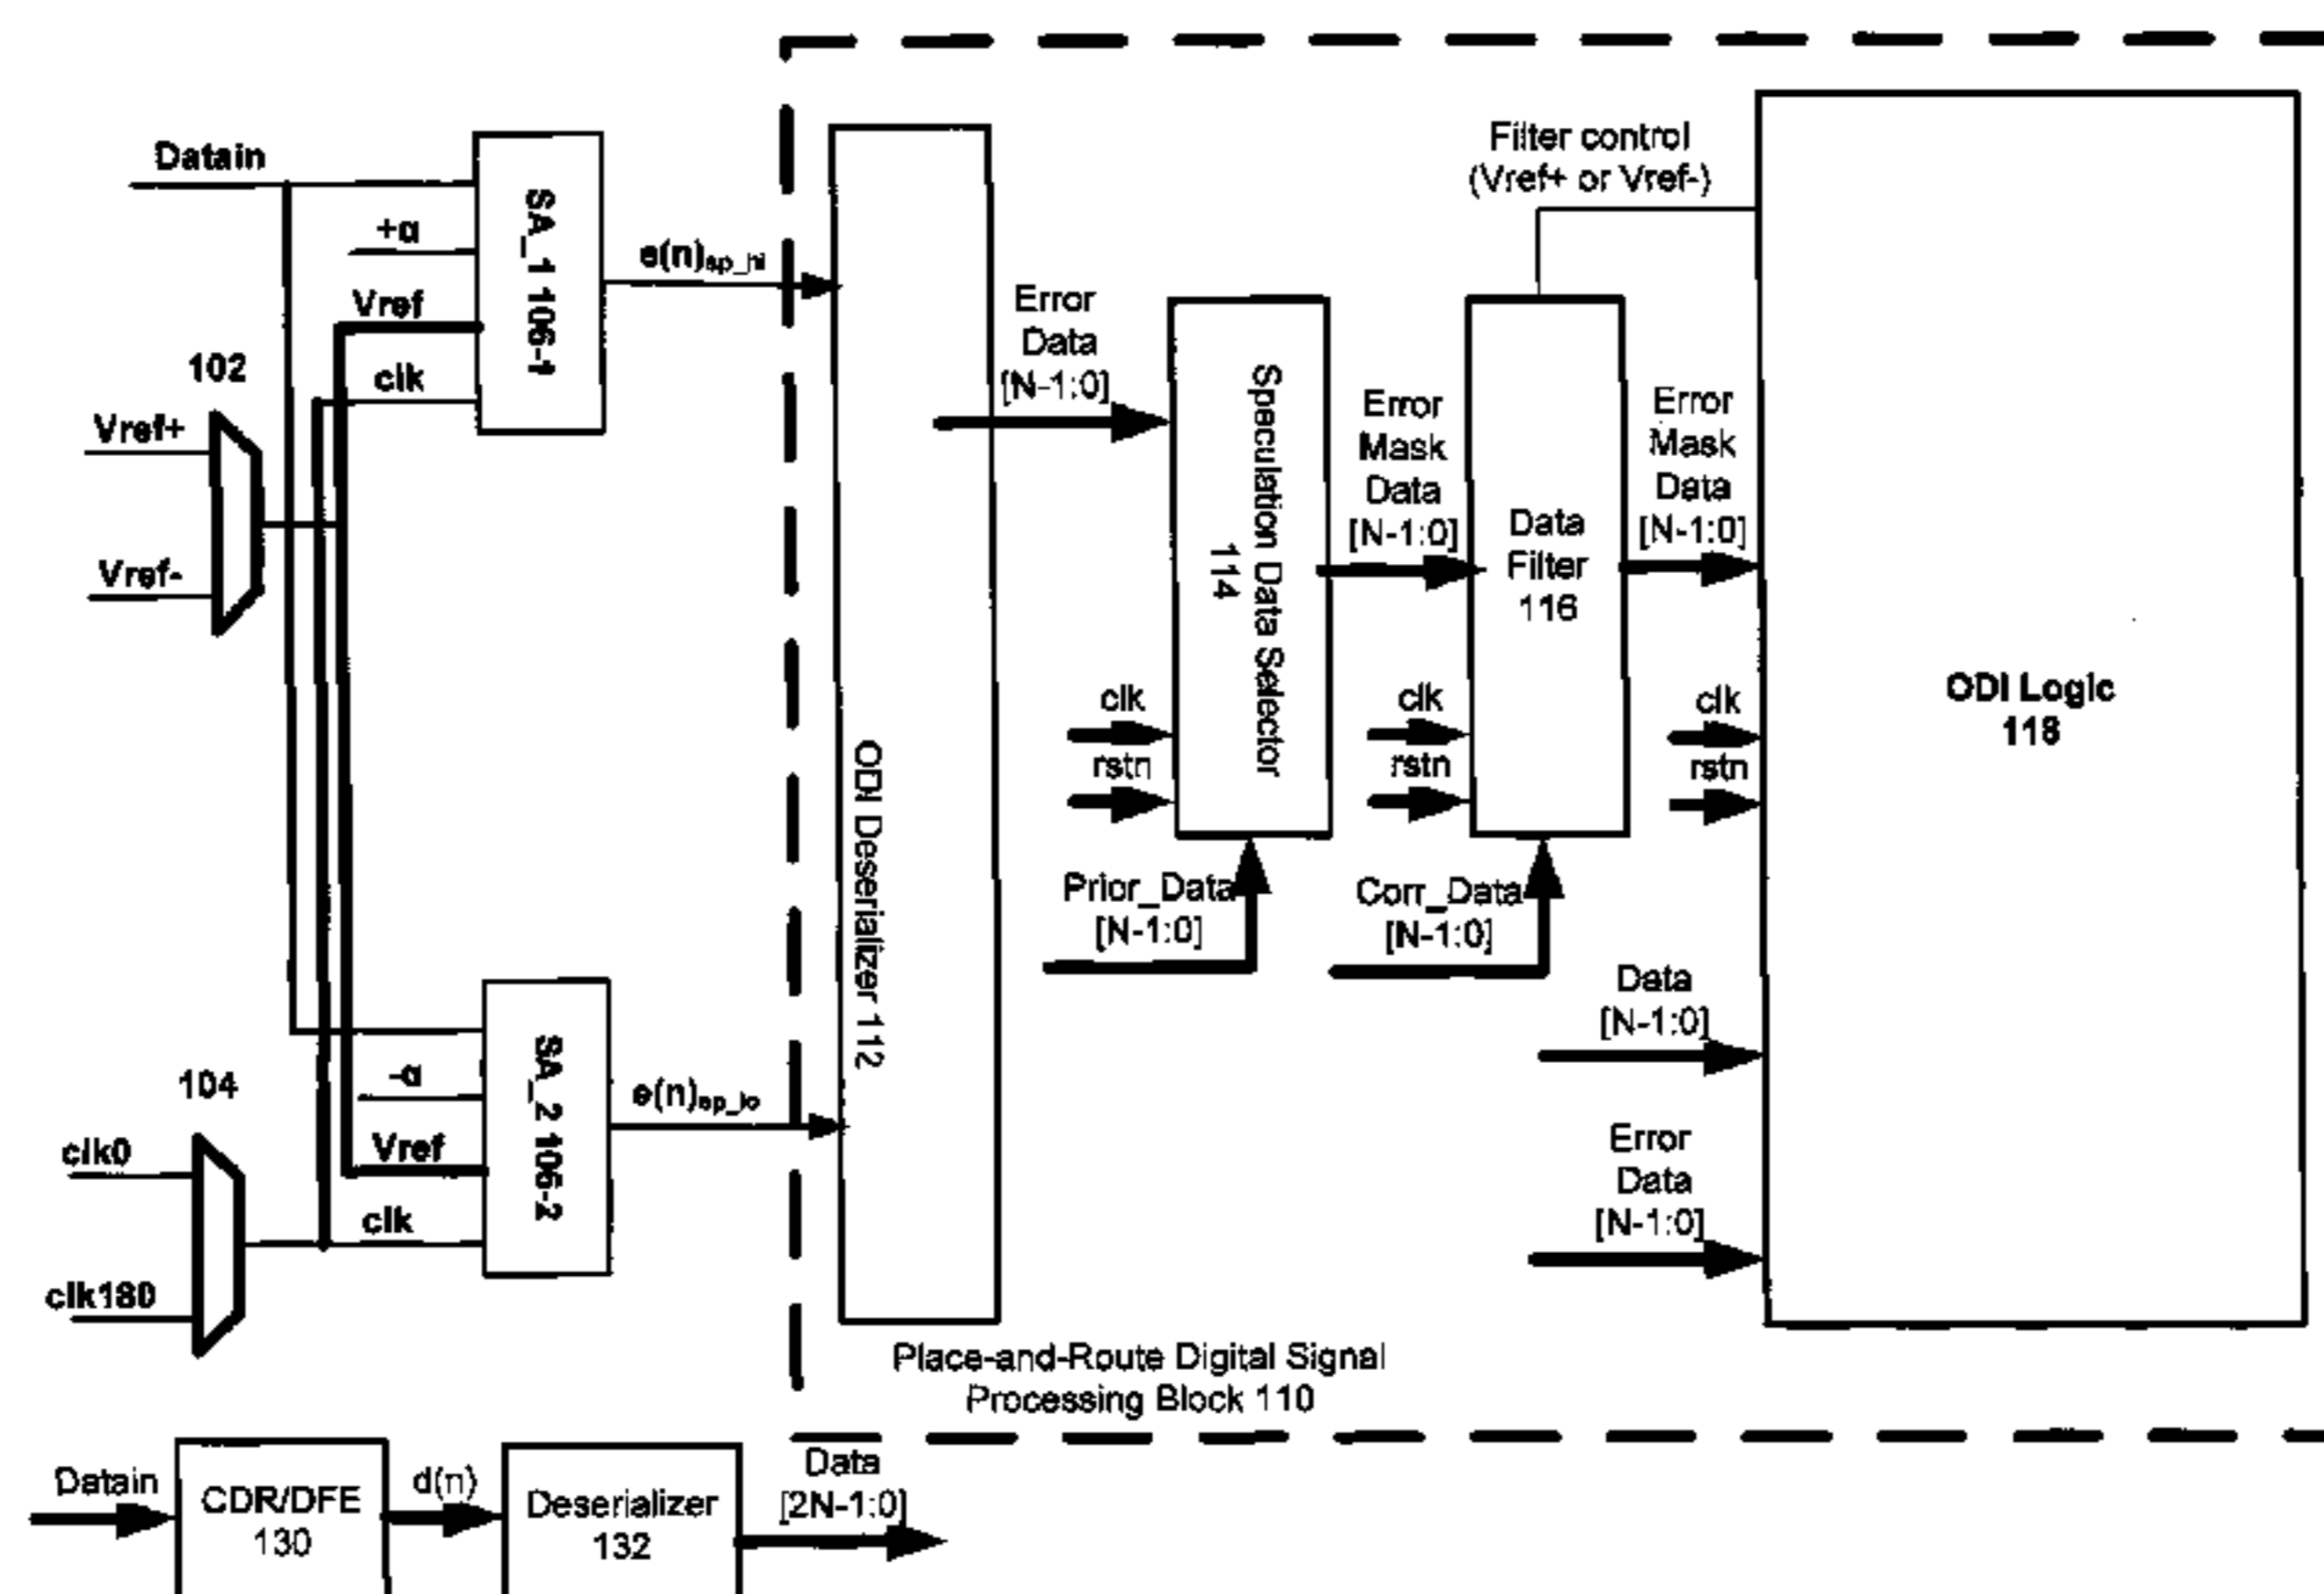 Datain
+α
Vref
clk
SA_1 106-1
e(n)sp_hi
102
Vref+
Vref-
-α
Vref
clk
SA_2 106-2
e(n)sp_lo
104
clk0
clk180
ODI Deserializer 112
Error
Data
[N-1:0]
Speculation Data Selector
114
clk
rstn
Prior_Data
[N-1:0]
Error
Mask
Data
[N-1:0]
Data
Filter
116
clk
rstn
Corr_Data
[N-1:0]
Filter control
(Vref+ or Vref-)
Error
Mask
Data
[N-1:0]
clk
rstn
Data
[N-1:0]
Error
Data
[N-1:0]
ODI Logic
118
Place-and-Route Digital Signal
Processing Block 110
Datain
CDR/DFE
130
d(n)
Deserializer
132
Data
[2N-1:0]